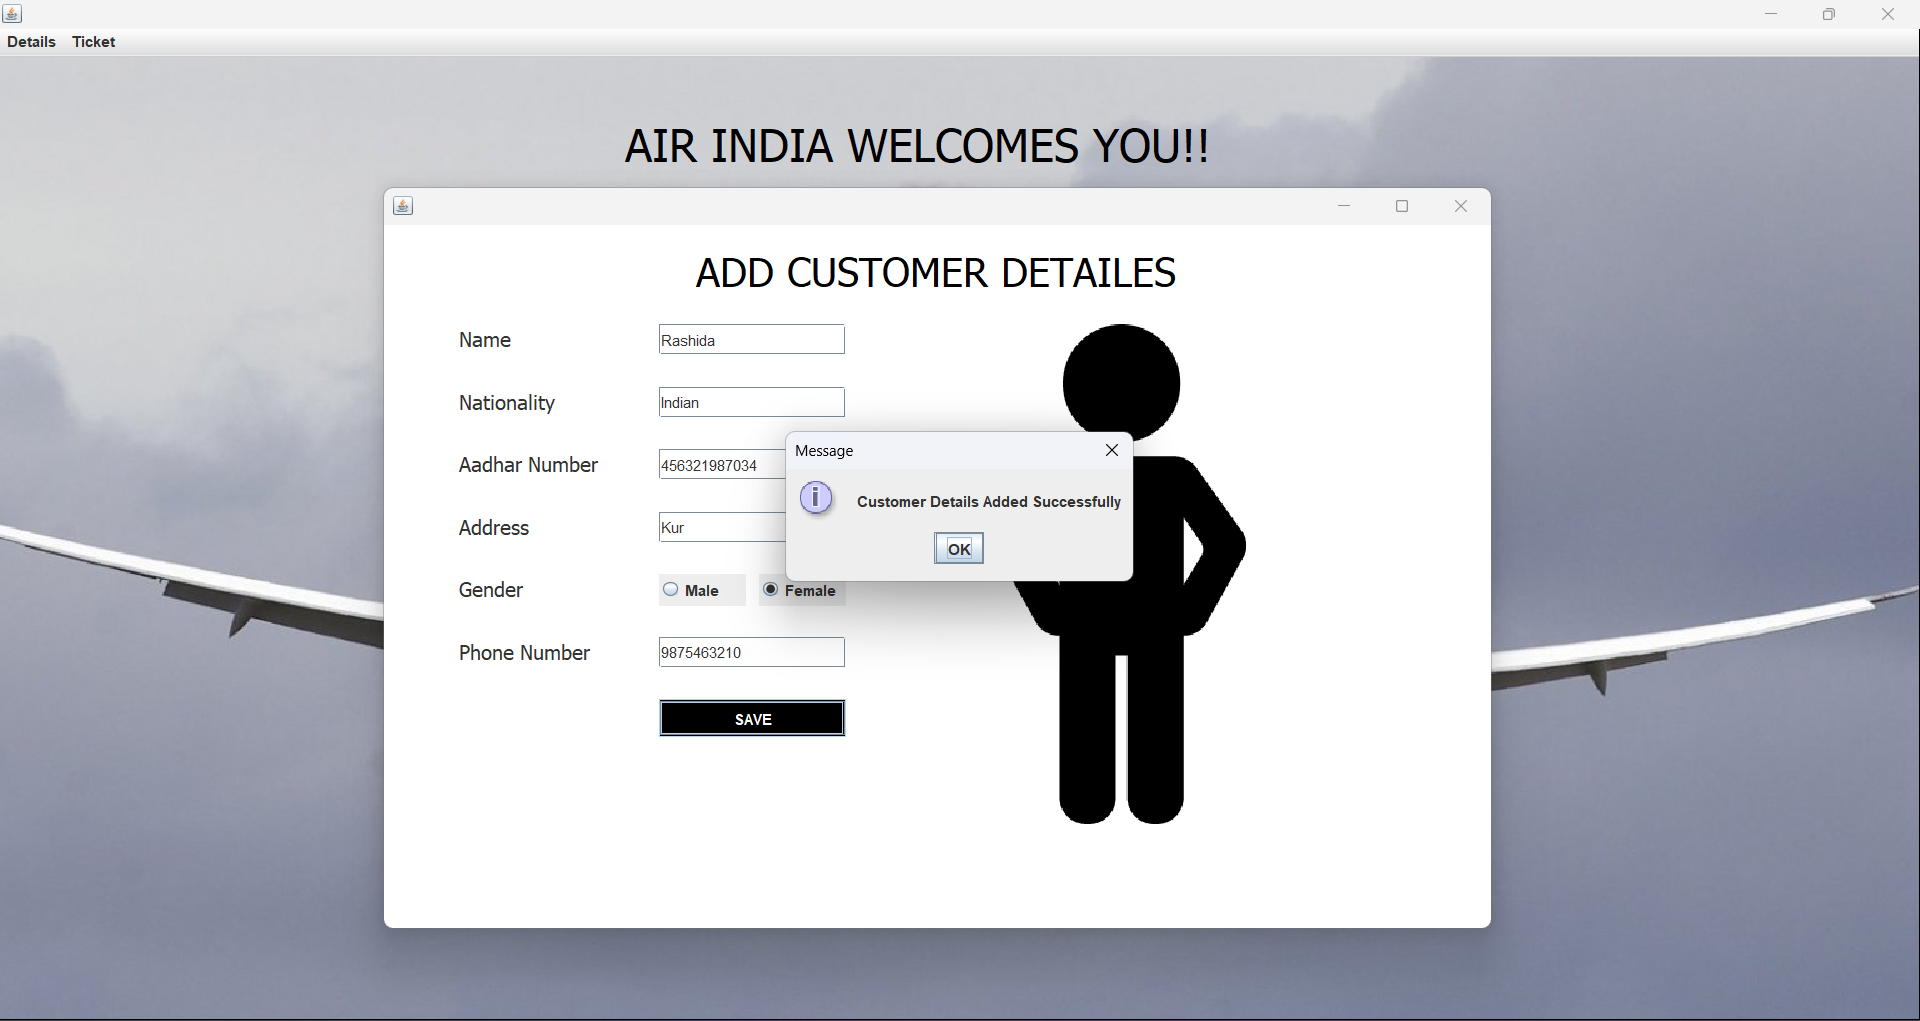 Details Ticket
AIR INDIA WELCOMES YOU!!
ADD CUSTOMER DETAILES
Name Rashida
Nationality Indian
Aadhar Number 456321987034
Address Kur
Gender Male Female
Phone Number 9875463210
SAVE
Message
i Customer Details Added Successfully
OK